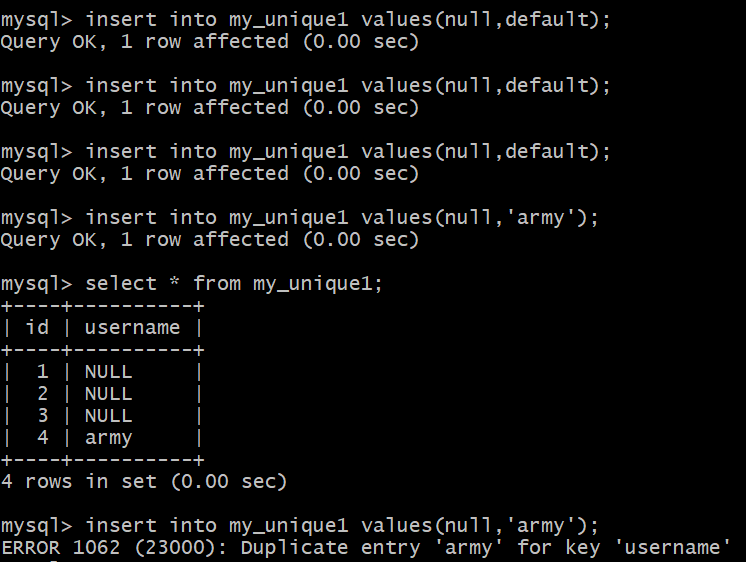 mysql> insert into my_unique1 values(null,default);
Query OK, 1 row affected (0.00 sec)
mysql> insert into my_unique1 values(null,default);
Query OK, 1 row affected (0.00 sec)
mysql> insert into my_unique1 values(null,default);
Query OK, 1 row affected (0.00 sec)
mysql> insert into my_unique1 values(null,'army');
Query OK, 1 row affected (0.00 sec)
mysql> select * from my_unique1;
+----+----------+
| id | username |
+----+----------+
|  1 | NULL     |
|  2 | NULL     |
|  3 | NULL     |
|  4 | army     |
+----+----------+
4 rows in set (0.00 sec)
mysql> insert into my_unique1 values(null,'army');
ERROR 1062 (23000): Duplicate entry 'army' for key 'username'